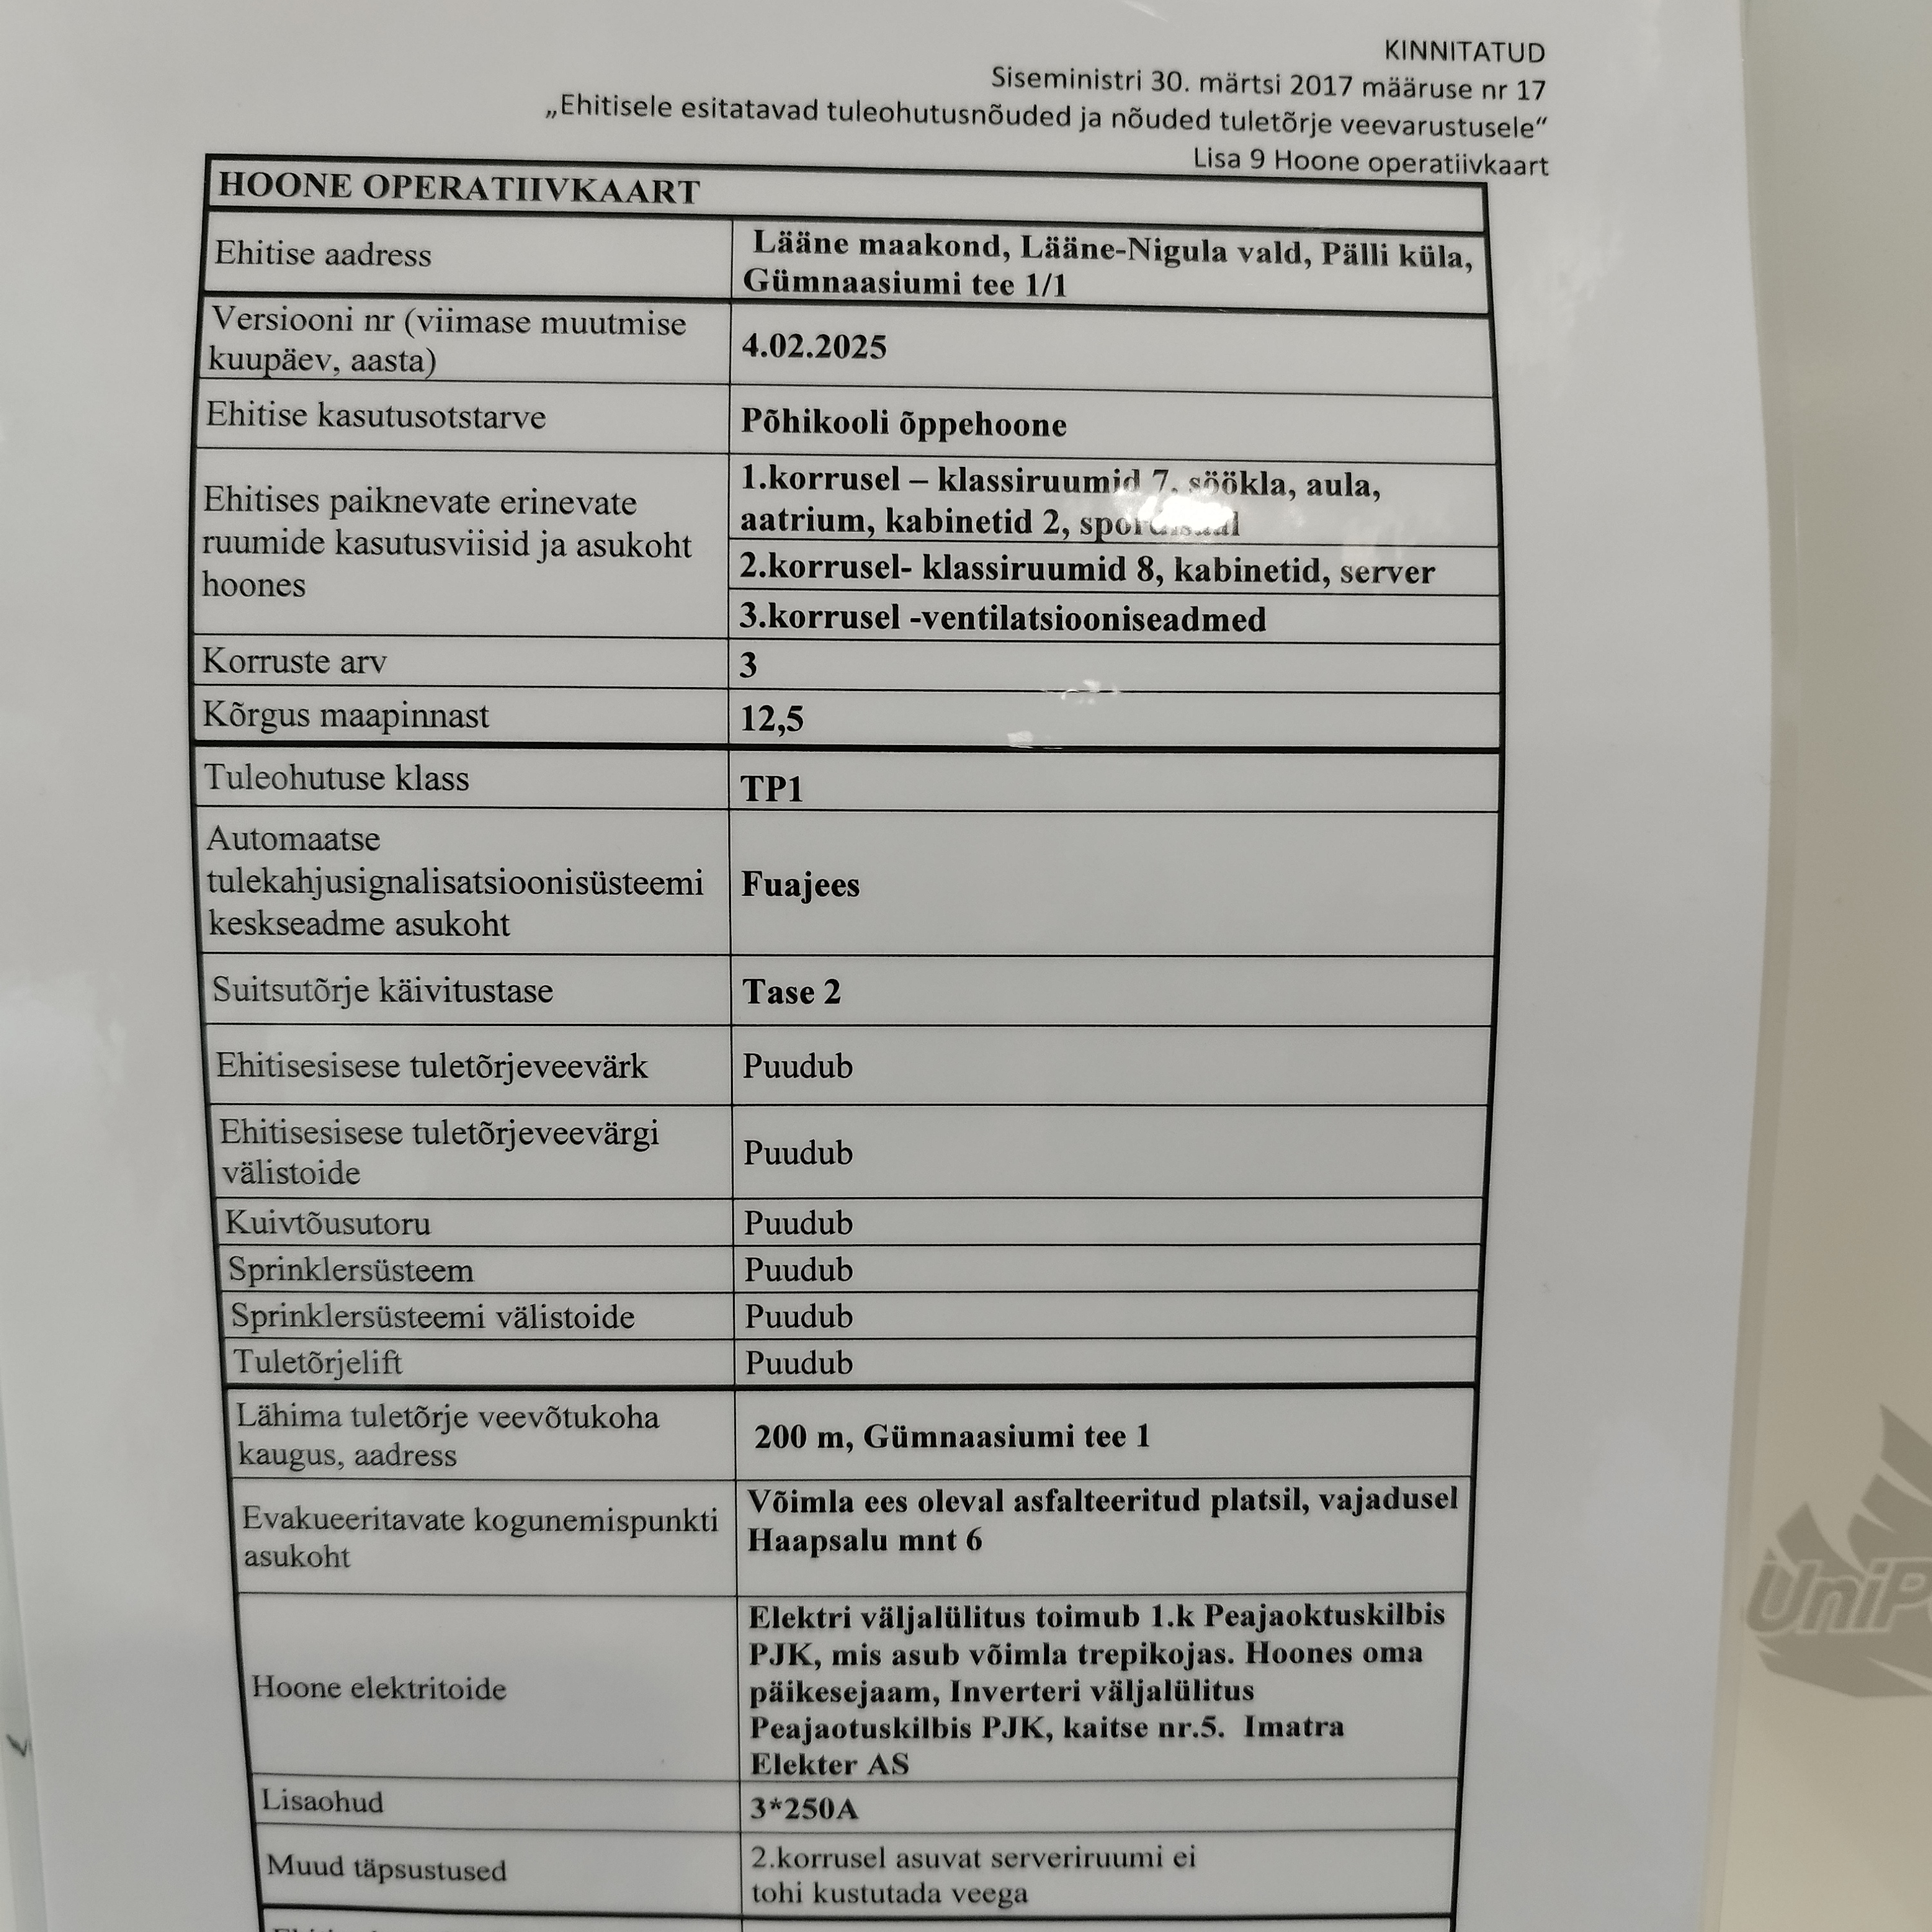 KINNITATUD
Siseministri 30. märtsi 2017 määruse nr 17
„Ehitisele esitatavad tuleohutusnõuded ja nõuded tuletõrje veevarustusele“
Lisa 9 Hoone operatiivkaart
HOONE OPERATIIVKAART
Ehitise aadress
Lääne maakond, Lääne-Nigula vald, Pälli küla,
Gümnaasiumi tee 1/1
Versiooni nr (viimase muutmise
kuupäev, aasta)
4.02.2025
Ehitise kasutusotstarve
Põhikooli õppehoone
Ehitises paiknevate erinevate
ruumide kasutusviisid ja asukoht
hoones
1.korrusel – klassiruumid 7, söökla, aula,
aatrium, kabinetid 2,
2.korrusel- klassiruumid 8, kabinetid, server
3.korrusel -ventilatsiooniseadmed
Korruste arv
3
Kõrgus maapinnast
12,5
Tuleohutuse klass
TP1
Automaatse
tulekahjusignalisatsioonisüsteemi
keskseadme asukoht
Fuajees
Suitsutõrje käivitustase
Tase 2
Ehitisesisese tuletõrjeveevärk
Puudub
Ehitisesisese tuletõrjeveevärgi
välistoide
Puudub
Kuivtõusutoru
Puudub
Sprinklersüsteem
Puudub
Sprinklersüsteemi välistoide
Puudub
Tuletõrjelift
Puudub
Lähima tuletõrje veevõtukoha
kaugus, aadress
200 m, Gümnaasiumi tee 1
Evakueeritavate kogunemispunkti
asukoht
Võimla ees oleval asfalteeritud platsil, vajadusel
Haapsalu mnt 6
Hoone elektritoide
Elektri väljalülitus toimub 1.k Peajaoktuskilbis
PJK, mis asub võimla trepikojas. Hoones oma
päikesejaam, Inverteri väljalülitus
Peajaotuskilbis PJK, kaitse nr.5. Imatra
Elekter AS
Lisaohud
3*250A
Muud täpsustused
2.korrusel asuvat serveriruumi ei
tohi kustutada veega